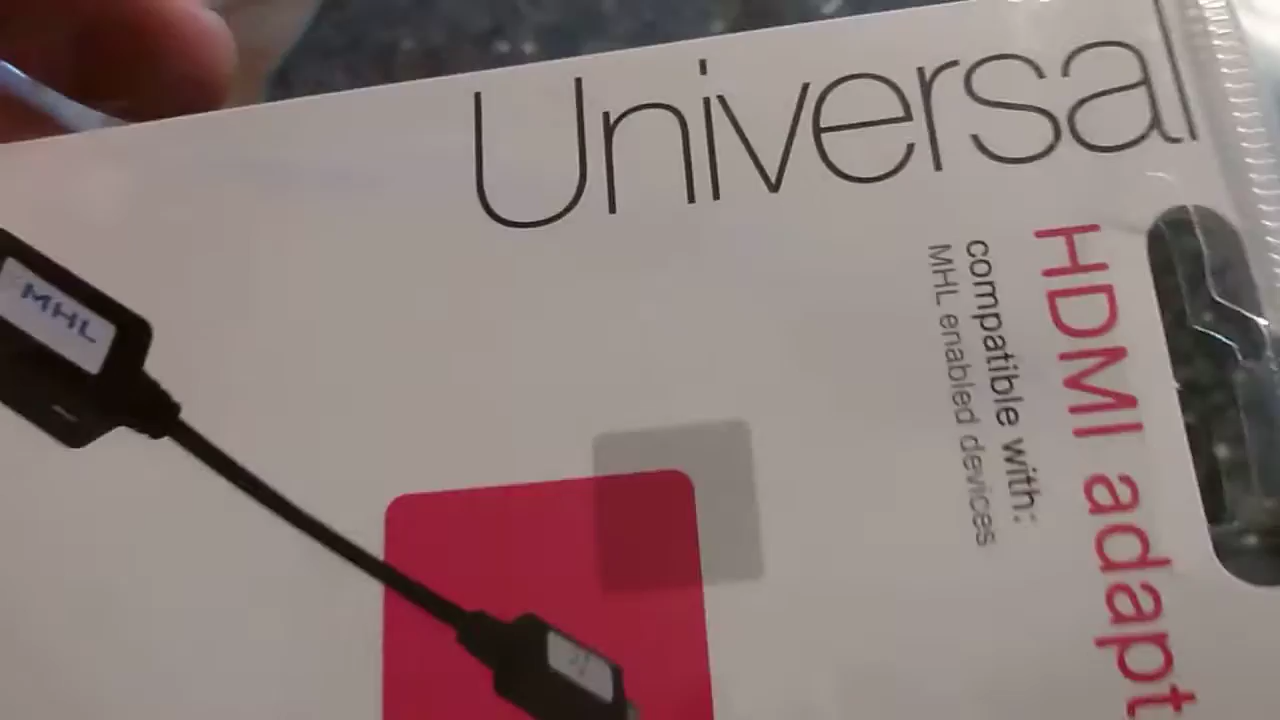 Universal
HDMI adapt
compatible with:
MHL enabled devices
MHL